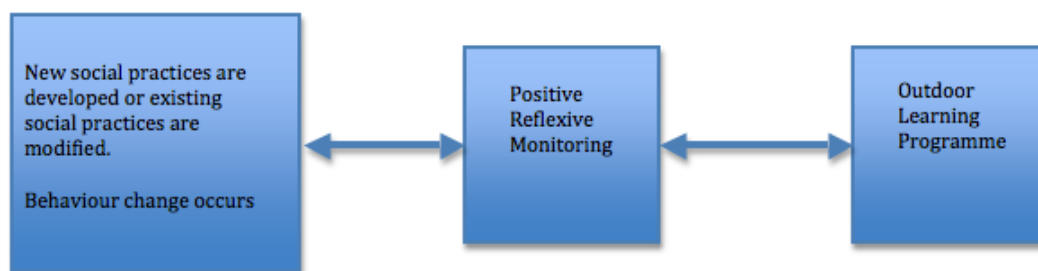 New social practices are
developed or existing
social practices are
modified.
Behaviour change occurs
Positive
Reflexive
Monitoring
Outdoor
Learning
Programme